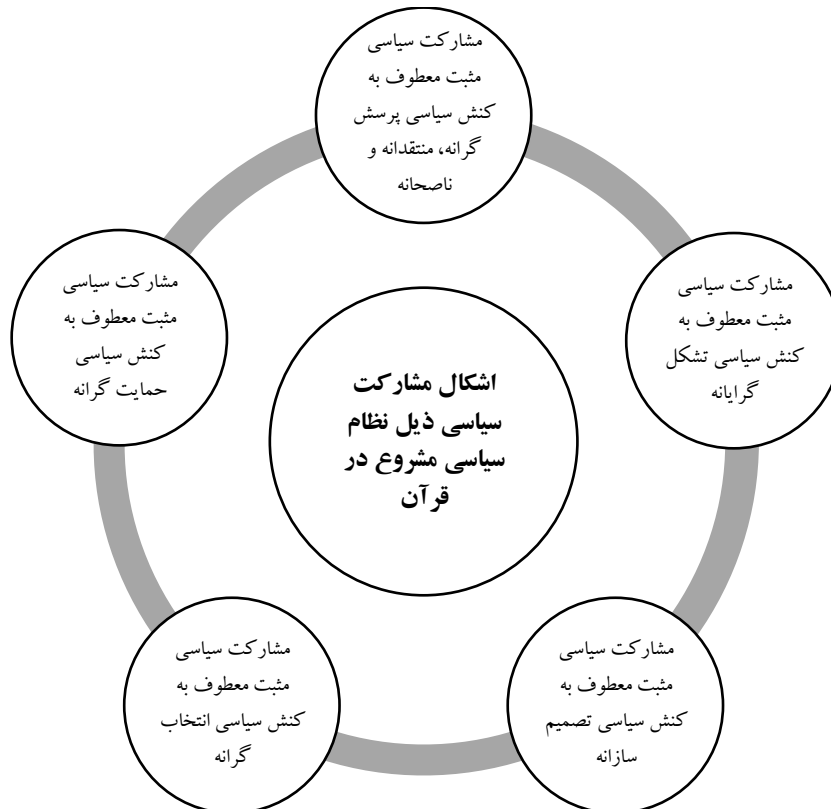 مشارکت سیاسی
مثبت معطوف به
کنش سیاسی پرسش
گرانه، منتقدانه و
ناصحانه
مشارکت سیاسی
مثبت معطوف به
کنش سیاسی تشکل
گرایانه
مشارکت سیاسی
مثبت معطوف به
کنش سیاسی تصمیم
سازانه
مشارکت سیاسی
مثبت معطوف به
کنش سیاسی انتخاب
گرانه
مشارکت سیاسی
مثبت معطوف به
کنش سیاسی
حمایت گرانه
اشکال مشارکت
سیاسی ذیل نظام
سیاسی مشروع در
قرآن